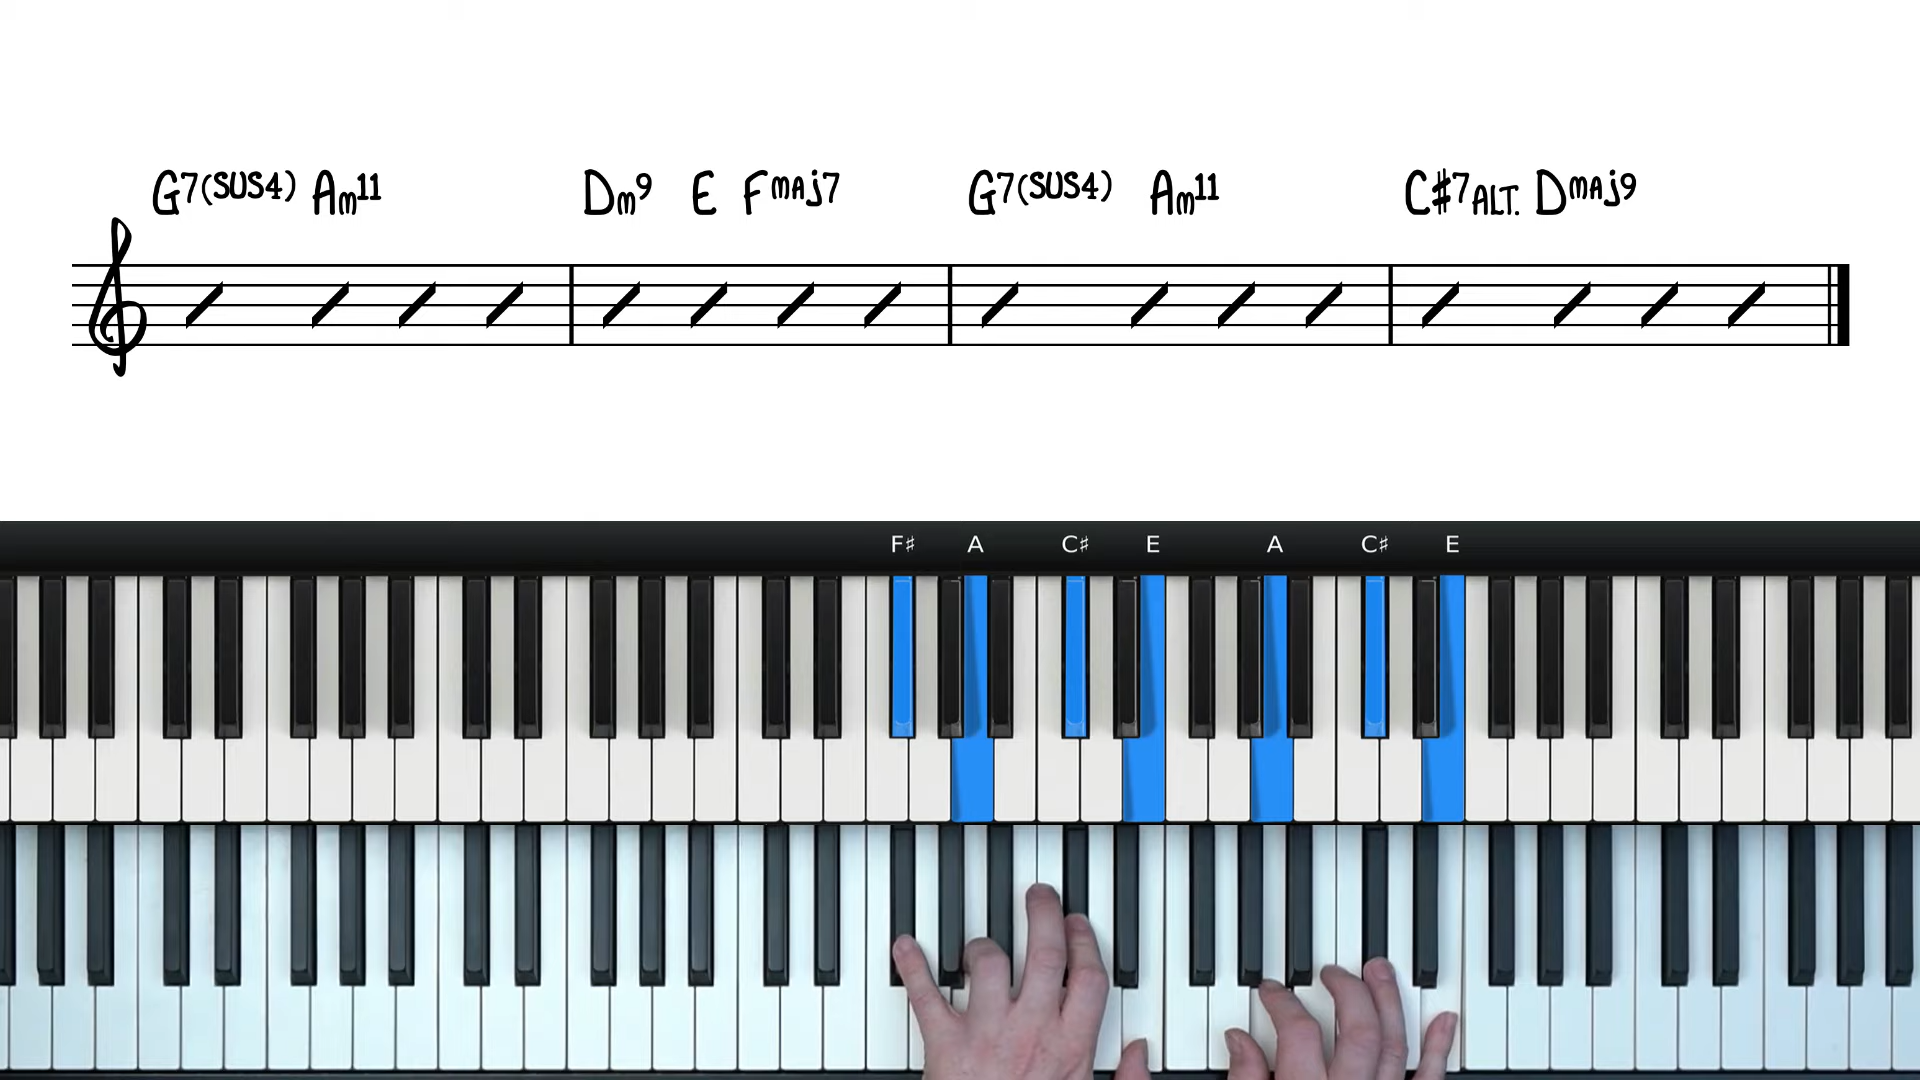 G7(SUS4) Am11 Dm9 E Fmaj7 G7(SUS4) Am11 C♯7ALT. Dmaj9
F♯ A C♯ E A C♯ E